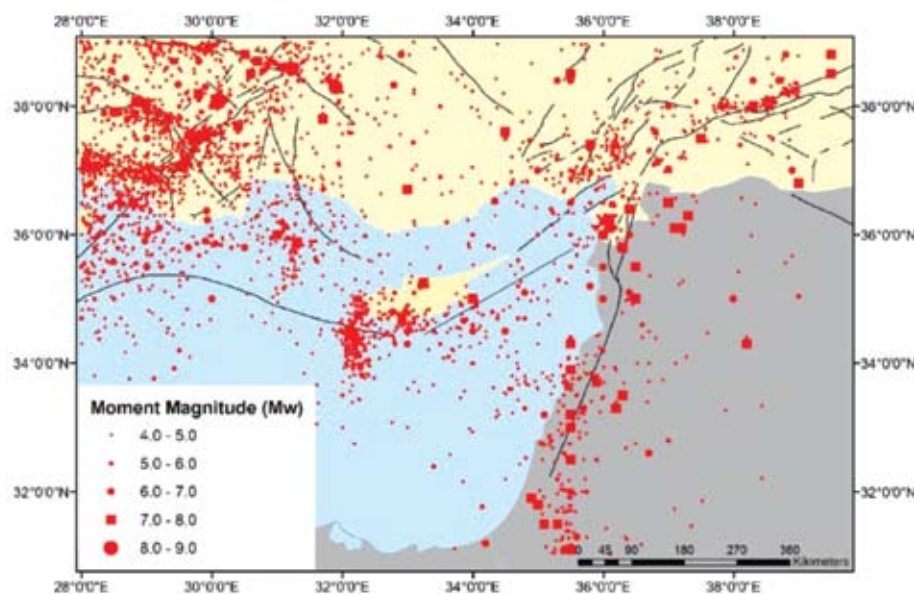 28°0'0"E 30°0'0"E 32°0'0"E 34°0'0"E 36°0'0"E 38°0'0"E
38°0'0"N 38°0'0"N
36°0'0"N 36°0'0"N
34°0'0"N 34°0'0"N
Moment Magnitude (Mw)
4.0 - 5.0
5.0 - 6.0
32°0'0"N 32°0'0"N
6.0 - 7.0
7.0 - 8.0
8.0 - 9.0
0 45 90 180 270 360
Kilometers
28°0'0"E 30°0'0"E 32°0'0"E 34°0'0"E 36°0'0"E 38°0'0"E